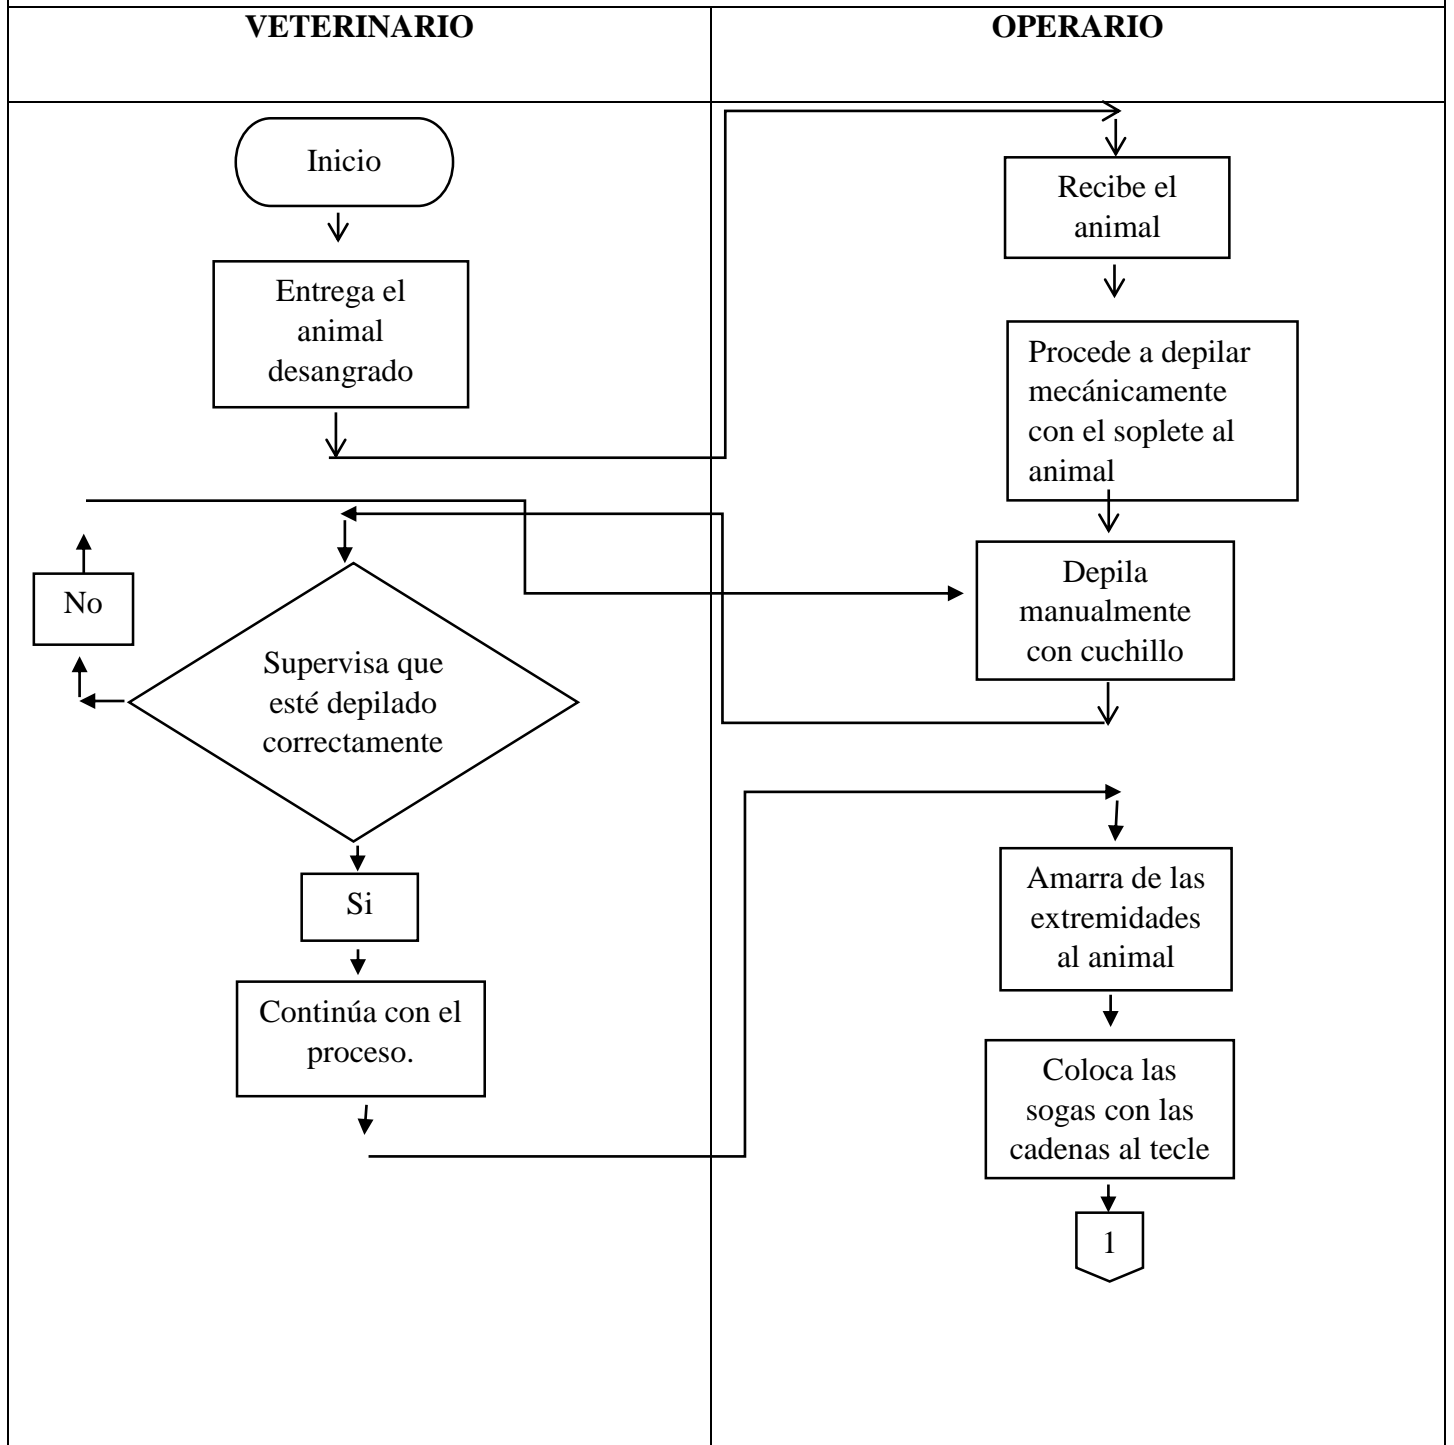 VETERINARIO
OPERARIO
Inicio
Entrega el
animal
desangrado
Recibe el
animal
Procede a depilar
mecánicamente
con el soplete al
animal
Depila
manualmente
con cuchillo
No
Supervisa que
esté depilado
correctamente
Si
Continúa con el
proceso.
Amarra de las
extremidades
al animal
Coloca las
sogas con las
cadenas al tecle
1